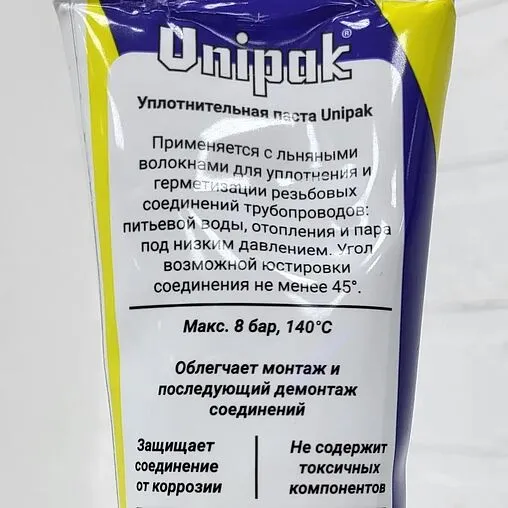 Unipak®
Уплотнительная паста Unipak
Применяется с льняными
волокнами для уплотнения и
герметизации резьбовых
соединений трубопроводов:
питьевой воды, отопления и пара
под низким давлением. Угол
возможной юстировки
соединения не менее 45°.
Макс. 8 бар, 140°C
Облегчает монтаж и
последующий демонтаж
соединений
Защищает
соединение
от коррозии
Не содержит
токсичных
компонентов